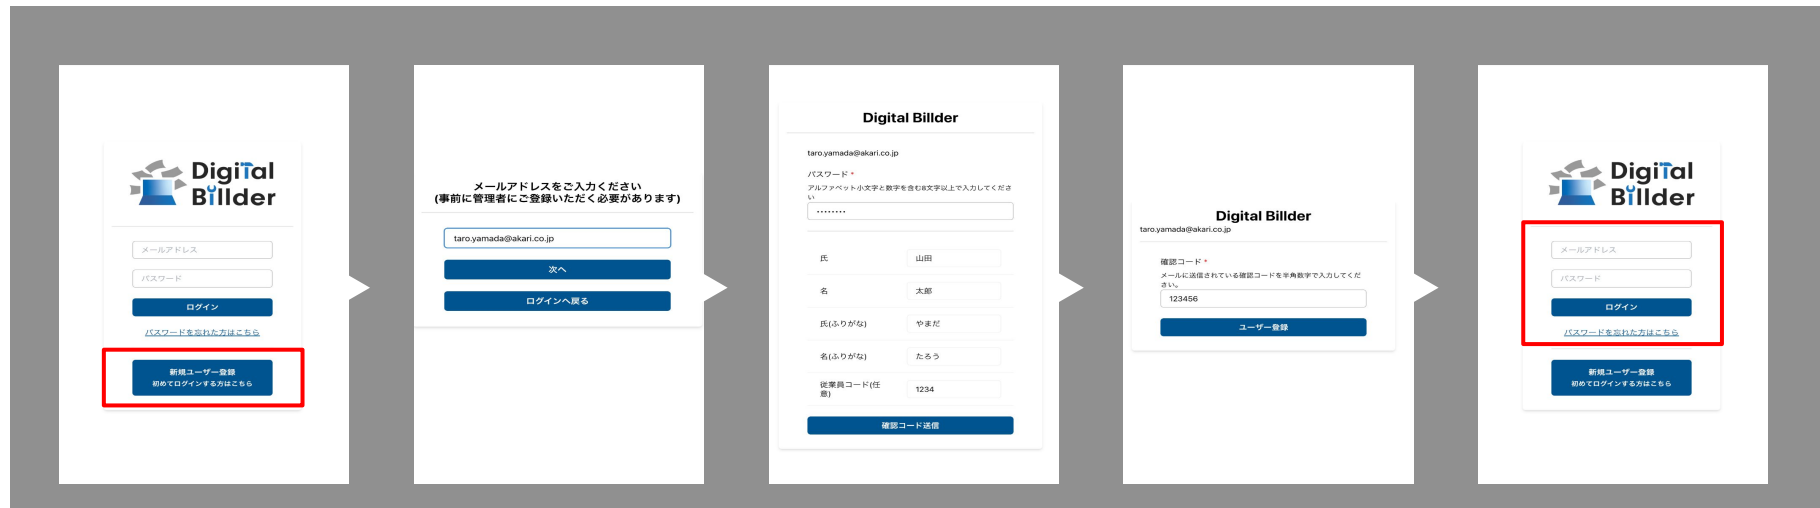 Digital
Billder
メールアドレス
パスワード
ログイン
パスワードを忘れた方はこちら
新規ユーザー登録
初めてログインする方はこちら
メールアドレスをご入力ください
(事前に管理者にご登録いただく必要があります)
taro.yamada@akari.co.jp
次へ
ログインへ戻る
Digital Billder
taro.yamada@akari.co.jp
パスワード *
アルファベット小文字と数字を含む8文字以上で入力してくださ
い
氏 山田
名 太郎
氏(ふりがな) やまだ
名(ふりがな) たろう
従業員コード(任
意) 1234
確認コード送信
Digital Billder
taro.yamada@akari.co.jp
確認コード *
メールに送信されている確認コードを半角数字で入力してくだ
さい。
123456
ユーザー登録
Digital
Billder
メールアドレス
パスワード
ログイン
パスワードを忘れた方はこちら
新規ユーザー登録
初めてログインする方はこちら